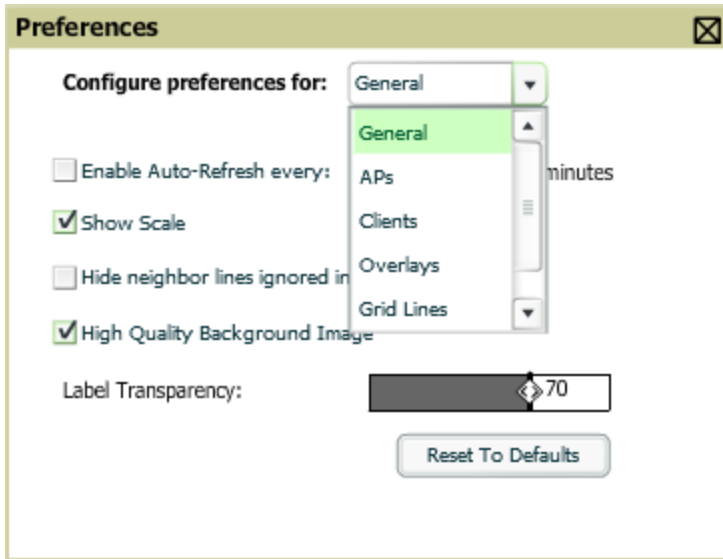 Preferences
Configure preferences for: General
General
Enable Auto-Refresh every: minutes
APs
Show Scale
Clients
Overlays
Hide neighbor lines ignored in
Grid Lines
High Quality Background Image
Label Transparency: 70
Reset To Defaults